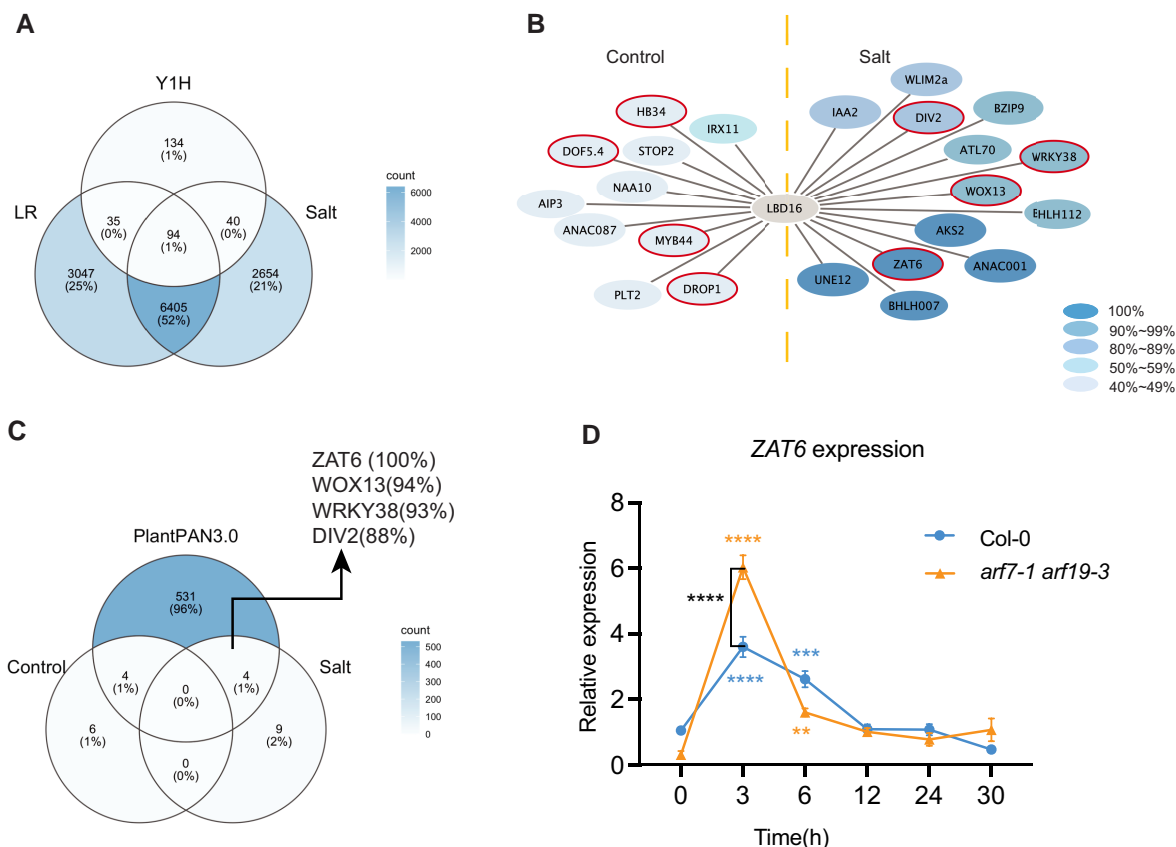 A
Y1H
134
(1%)
LR
Salt
35
(0%)
40
(0%)
94
(1%)
3047
(25%)
2654
(21%)
6405
(52%)
count
6000
4000
2000
B
Control
Salt
HB34
IRX11
DOF5.4
STOP2
NAA10
AIP3
ANAC087
MYB44
PLT2
DROP1
LBD16
WLIM2a
IAA2
DIV2
BZIP9
ATL70
WRKY38
WOX13
BHLH112
AKS2
ZAT6
ANAC001
UNE12
BHLH007
100%
90%~99%
80%~89%
50%~59%
40%~49%
C
ZAT6 (100%)
WOX13(94%)
WRKY38(93%)
DIV2(88%)
PlantPAN3.0
531
(96%)
Control
Salt
4
(1%)
0
(0%)
4
(1%)
6
(1%)
9
(2%)
0
(0%)
count
500
400
300
200
100
0
D
ZAT6 expression
Relative expression
8
6
4
2
0
****
****
****
***
**
0 3 6 12 24 30
Time(h)
Col-0
arf7-1 arf19-3